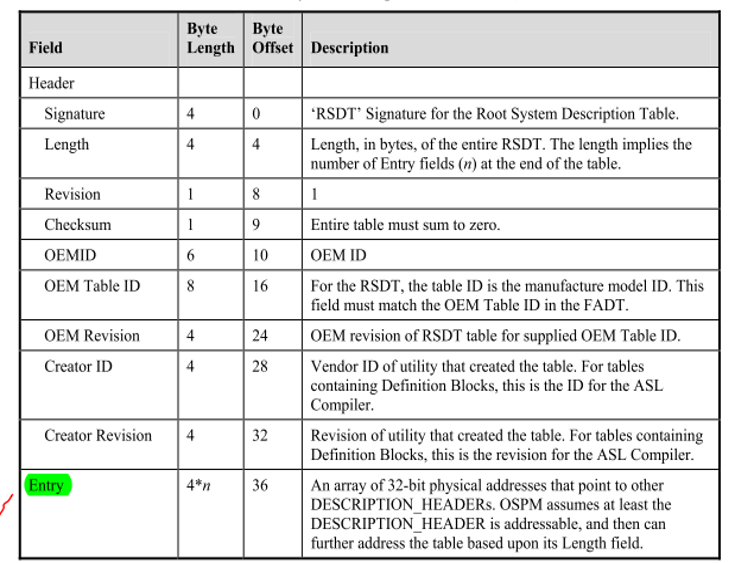 Field Byte Length Byte Offset Description
Header
Signature 4 0 ‘RSDT’ Signature for the Root System Description Table.
Length 4 4 Length, in bytes, of the entire RSDT. The length implies the
number of Entry fields (n) at the end of the table.
Revision 1 8 1
Checksum 1 9 Entire table must sum to zero.
OEMID 6 10 OEM ID
OEM Table ID 8 16 For the RSDT, the table ID is the manufacture model ID. This
field must match the OEM Table ID in the FADT.
OEM Revision 4 24 OEM revision of RSDT table for supplied OEM Table ID.
Creator ID 4 28 Vendor ID of utility that created the table. For tables
containing Definition Blocks, this is the ID for the ASL
Compiler.
Creator Revision 4 32 Revision of utility that created the table. For tables containing
Definition Blocks, this is the revision for the ASL Compiler.
Entry 4*n 36 An array of 32-bit physical addresses that point to other
DESCRIPTION_HEADERs. OSPM assumes at least the
DESCRIPTION_HEADER is addressable, and then can
further address the table based upon its Length field.